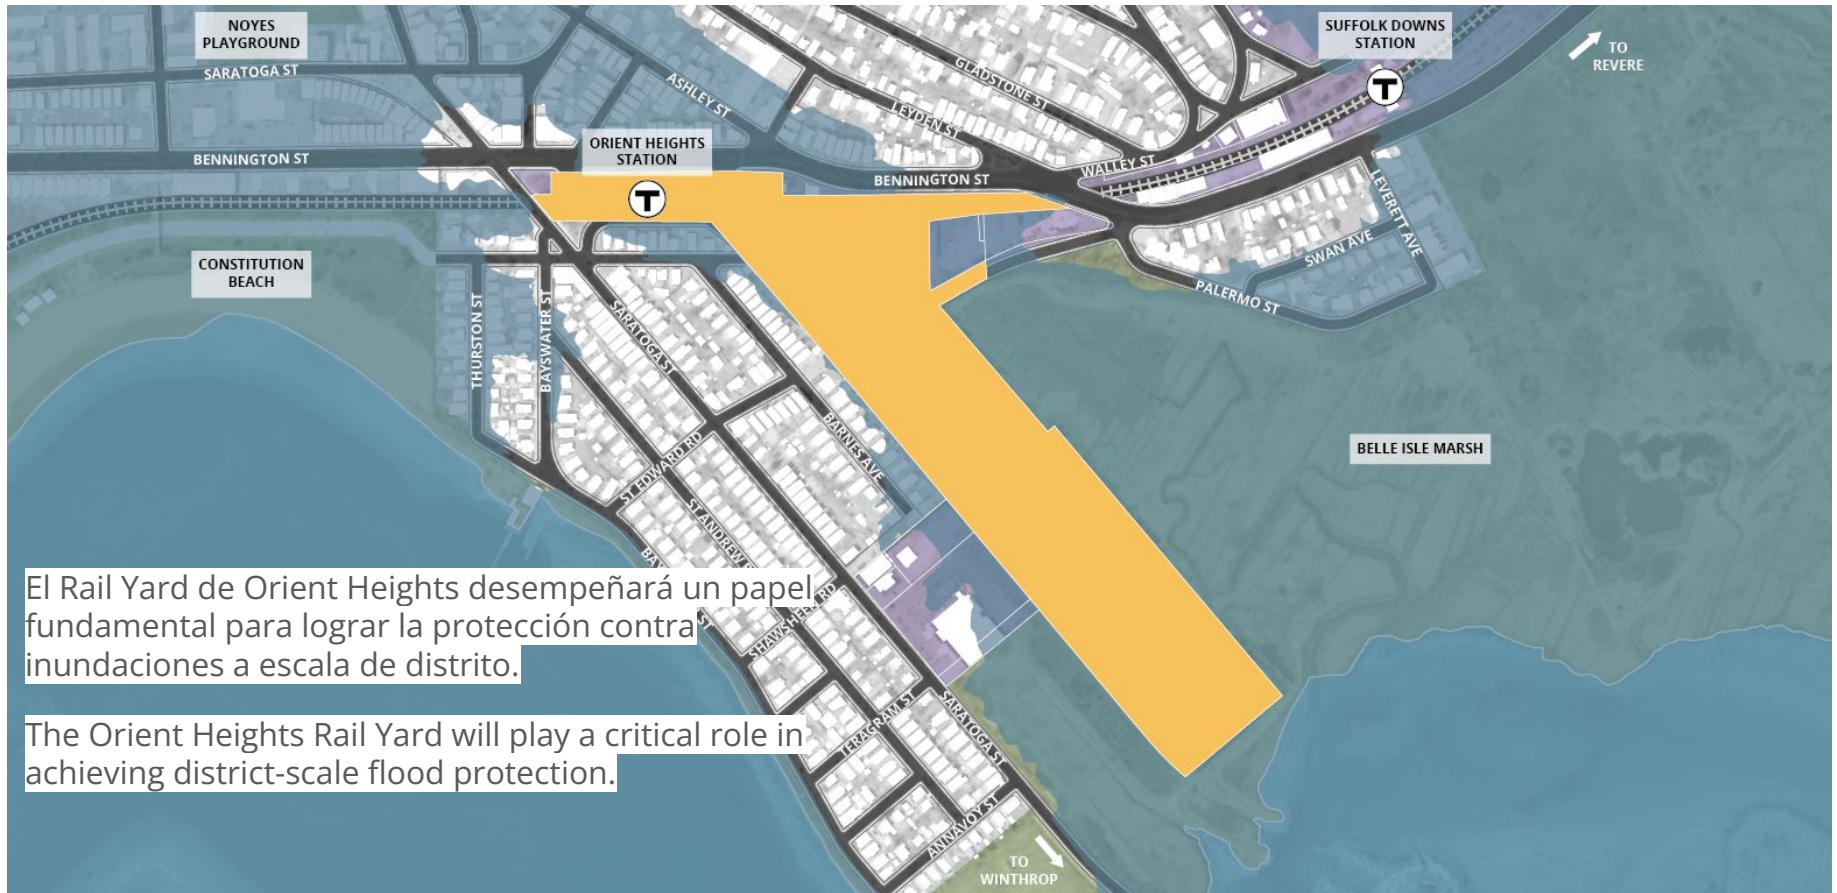 NOYES
PLAYGROUND
SARATOGA ST
BENNINGTON ST
CONSTITUTION
BEACH
ASHLEY ST
ORIENT HEIGHTS
STATION
T
GLADSTONE ST
LEYDEN ST
BENNINGTON ST
WALLEY ST
SUFFOLK DOWNS
STATION
T
TO
REVERE
LEVERETT AVE
SWAN AVE
PALERMO ST
THURSTON ST
BAYSWATER ST
SARATOGA ST
BARNES AVE
ST EDWARD RD
ST ANDREW
BELLE ISLE MARSH
El Rail Yard de Orient Heights desempeñará un papel
fundamental para lograr la protección contra
inundaciones a escala de distrito.
The Orient Heights Rail Yard will play a critical role in
achieving district-scale flood protection.
ST
SHAWSHEEN RD
TERAGRAM ST
SARATOGA ST
ANNAVOY ST
TO
WINTHROP